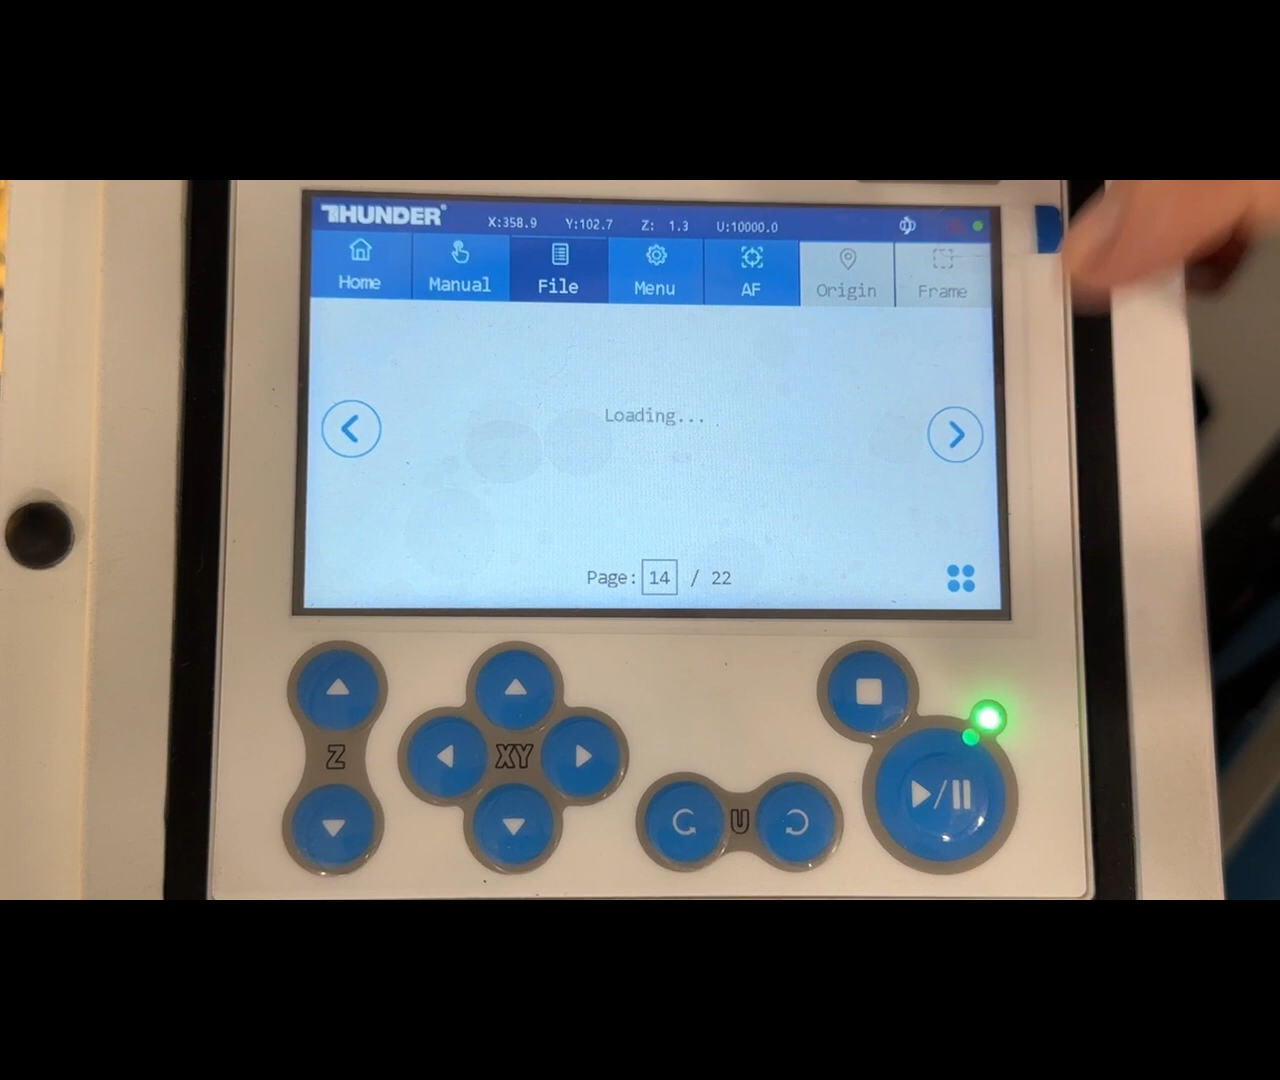 THUNDER®
X:358.9 Y:102.7 Z: 1.3 U:10000.0
Home Manual File Menu AF Origin Frame
Loading...
Page: 14 / 22
Z XY U